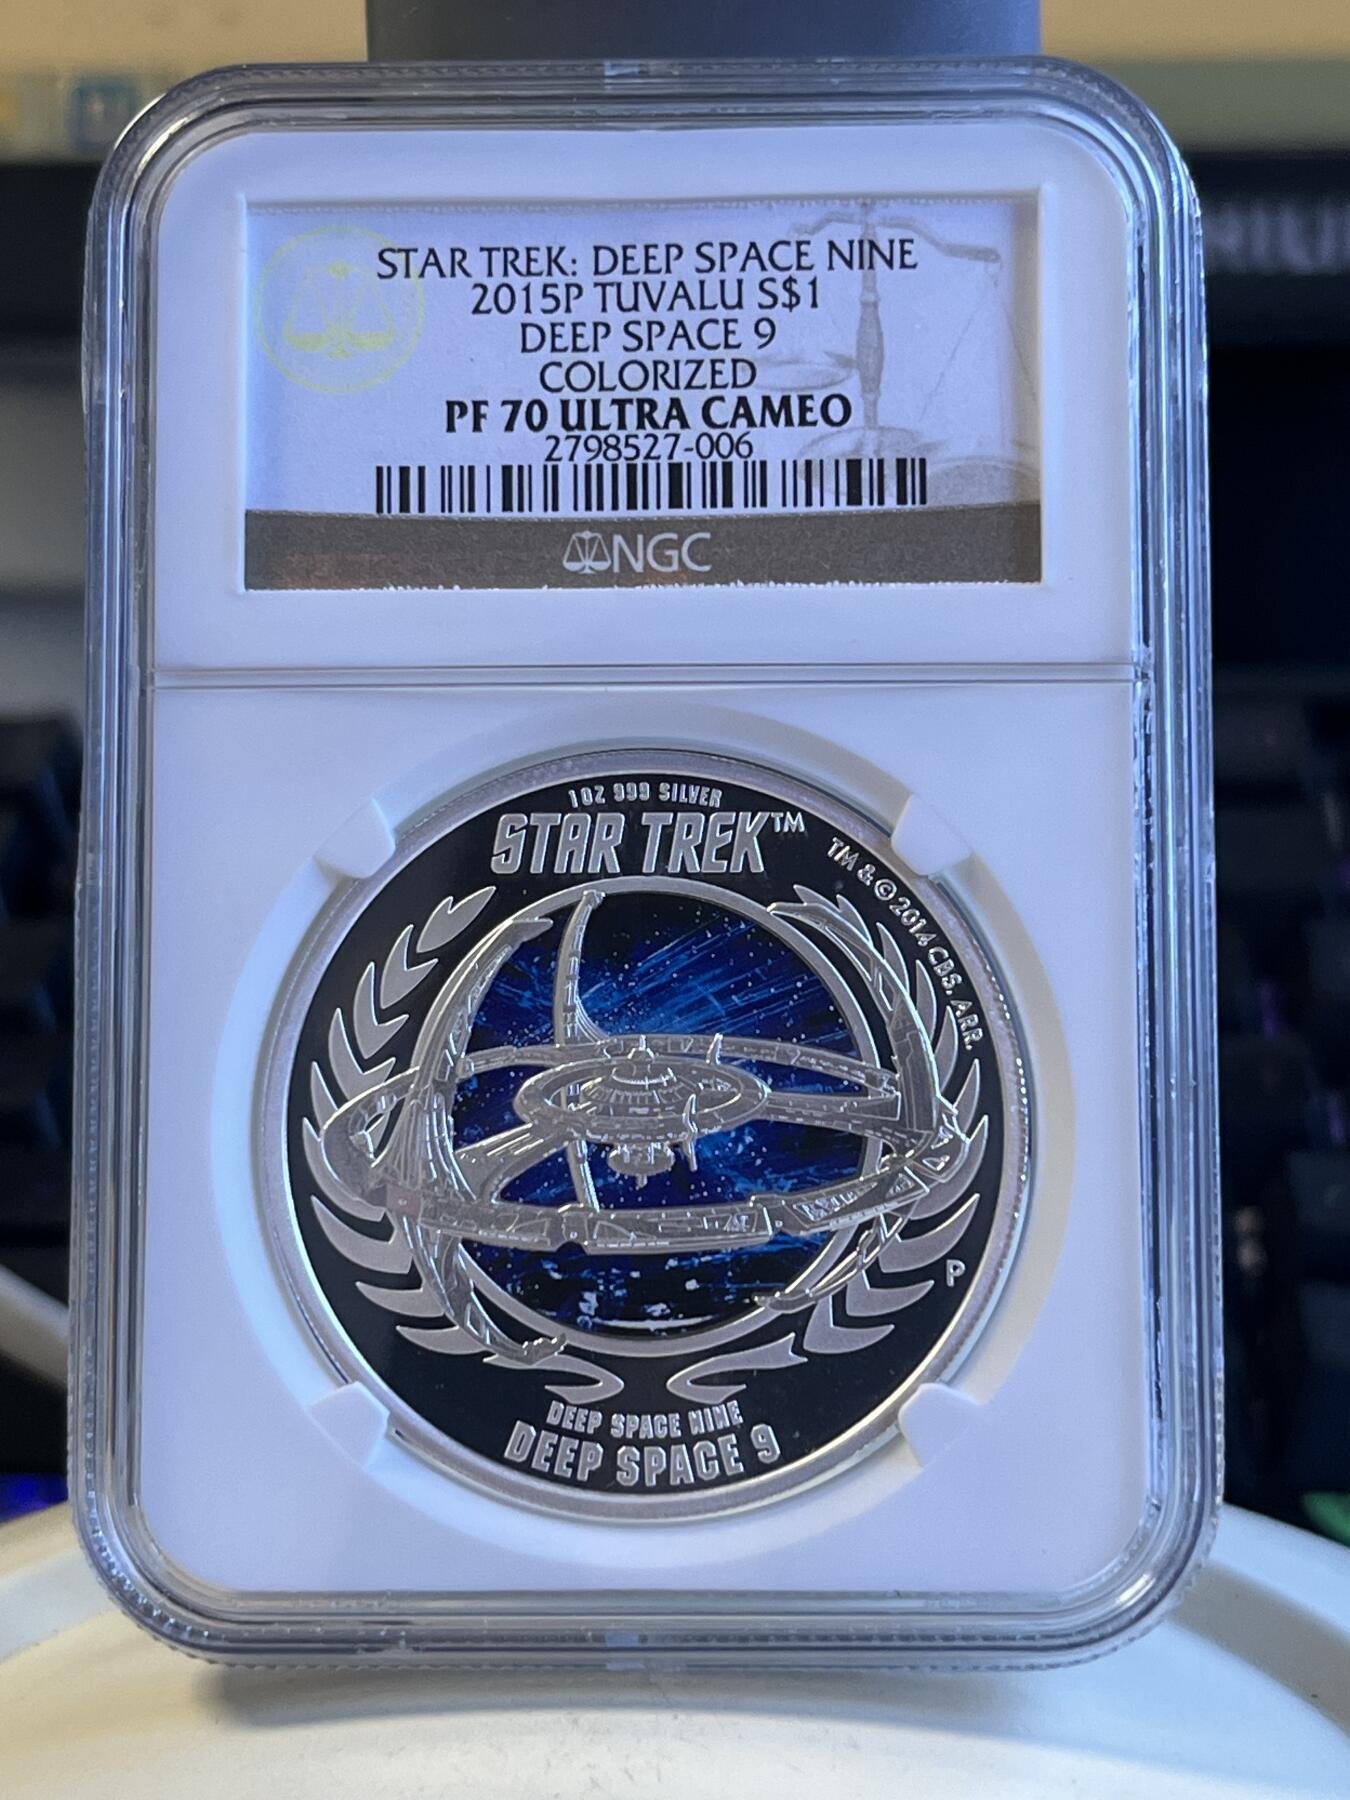 STAR TREK: DEEP SPACE NINE
2015P TUVALU S$1
DEEP SPACE 9
COLORIZED
PF 70 ULTRA CAMEO
2798527-006
NGC
1 OZ 999 SILVER
STAR TREK™
TM & © 2014 CBS. ARR.
P
DEEP SPACE NINE
DEEP SPACE 9